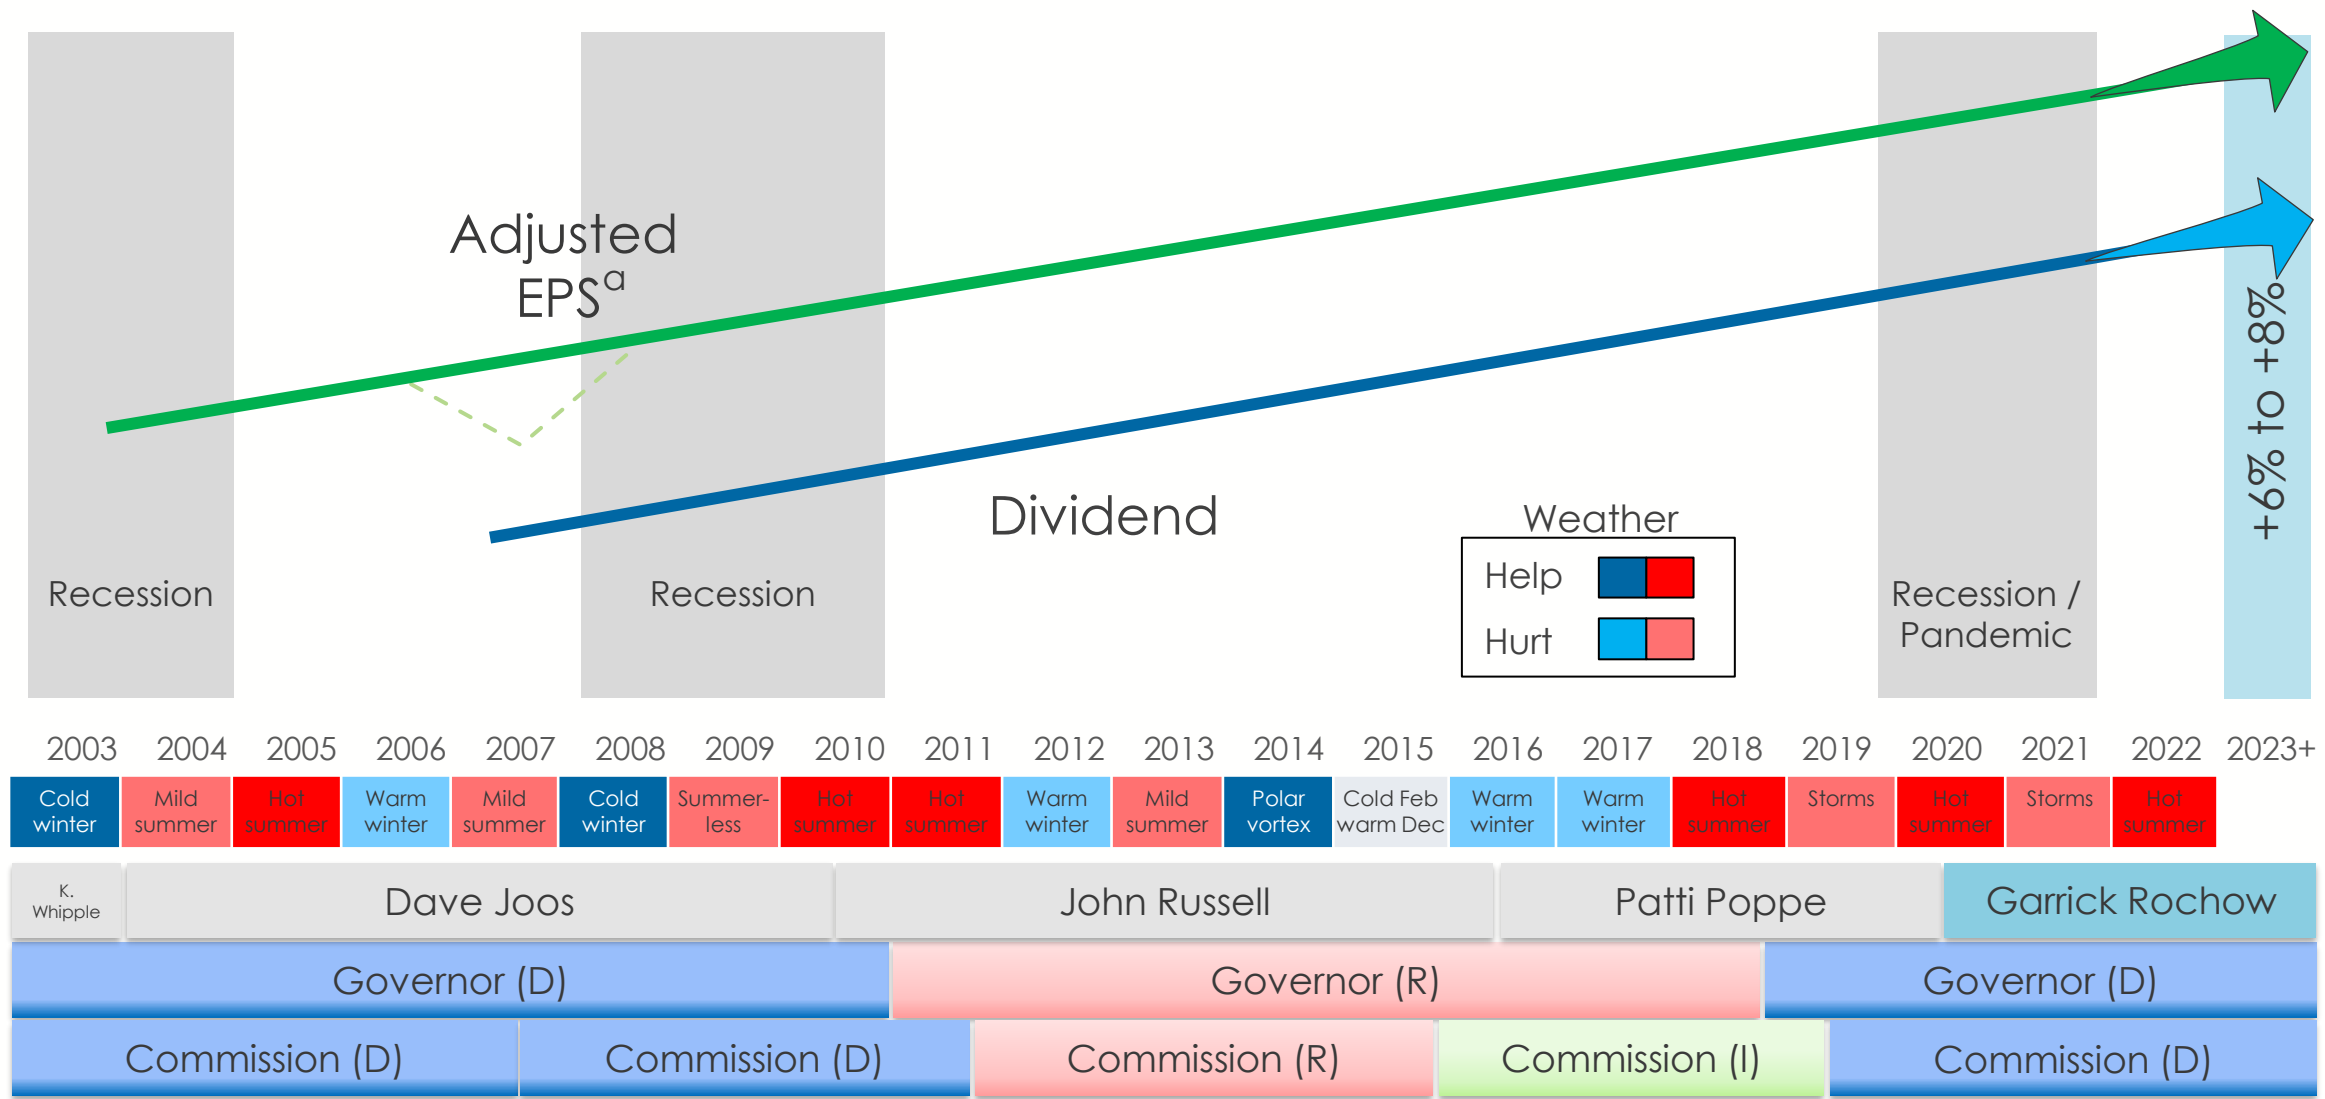 Adjusted
EPSᵃ
Dividend
+6% to +8%
Weather
Help
Hurt
Recession
Recession
Recession /
Pandemic
2003 2004 2005 2006 2007 2008 2009 2010 2011 2012 2013 2014 2015 2016 2017 2018 2019 2020 2021 2022 2023+
Cold
winter
Mild
summer
Hot
summer
Warm
winter
Mild
summer
Cold
winter
Summer-
less
Hot
summer
Hot
summer
Warm
winter
Mild
summer
Polar
vortex
Cold Feb
warm Dec
Warm
winter
Warm
winter
Hot
summer
Storms
Hot
summer
Storms
Hot
summer
K.
Whipple
Dave Joos
John Russell
Patti Poppe
Garrick Rochow
Governor (D)
Governor (R)
Governor (D)
Commission (D)
Commission (D)
Commission (R)
Commission (I)
Commission (D)